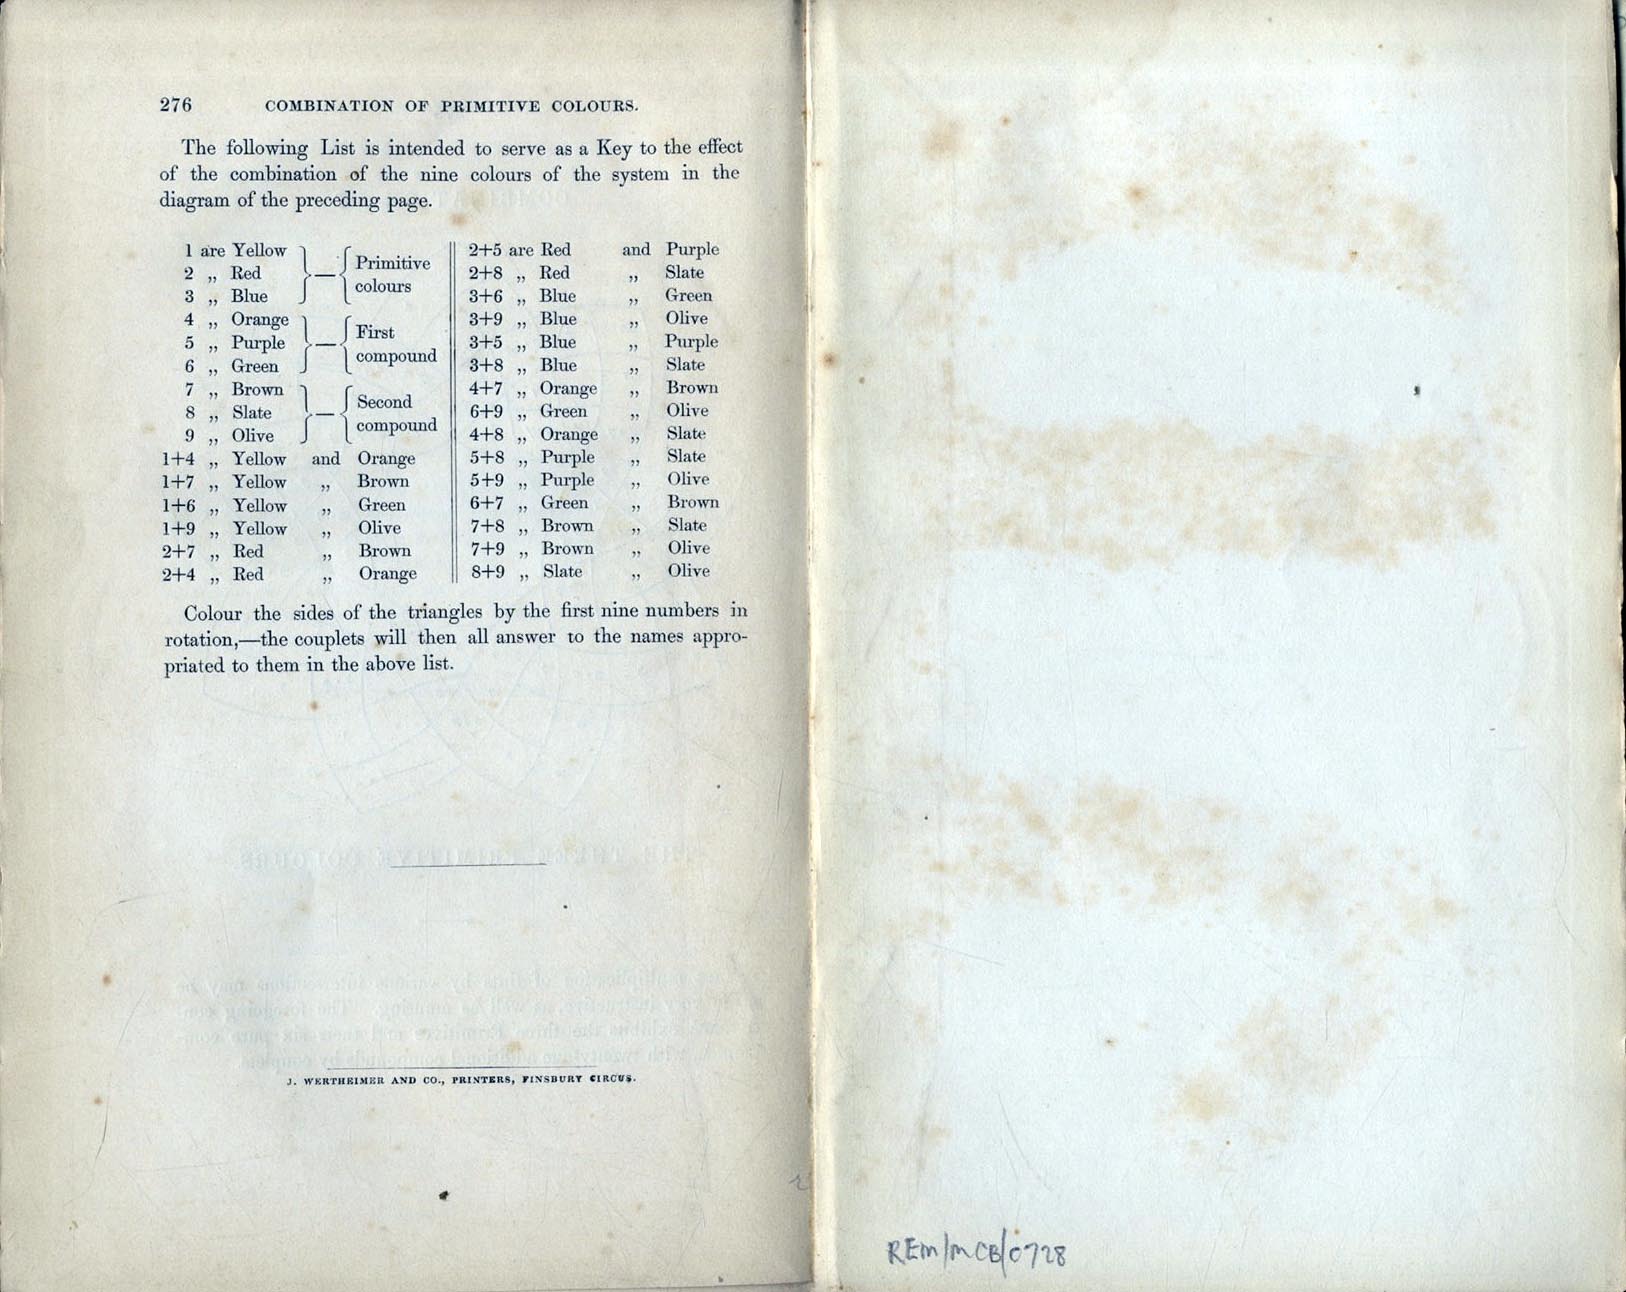 276 COMBINATION OF PRIMITIVE COLOURS.
The following List is intended to serve as a Key to the effect
of the combination of the nine colours of the system in the
diagram of the preceding page.
1 are Yellow
2 „ Red
3 „ Blue
Primitive
colours
4 „ Orange
5 „ Purple
6 „ Green
First
compound
7 „ Brown
8 „ Slate
9 „ Olive
Second
compound
1+4 „ Yellow and Orange
1+7 „ Yellow „ Brown
1+6 „ Yellow „ Green
1+9 „ Yellow „ Olive
2+7 „ Red „ Brown
2+4 „ Red „ Orange
2+5 are Red and Purple
2+8 „ Red „ Slate
3+6 „ Blue „ Green
3+9 „ Blue „ Olive
3+5 „ Blue „ Purple
3+8 „ Blue „ Slate
4+7 „ Orange „ Brown
6+9 „ Green „ Olive
4+8 „ Orange „ Slate
5+8 „ Purple „ Slate
5+9 „ Purple „ Olive
6+7 „ Green „ Brown
7+8 „ Brown „ Slate
7+9 „ Brown „ Olive
8+9 „ Slate „ Olive
Colour the sides of the triangles by the first nine numbers in
rotation,—the couplets will then all answer to the names appro-
priated to them in the above list.
J. WERTHEIMER AND CO., PRINTERS, FINSBURY CIRCUS.
REM/MCB/0728